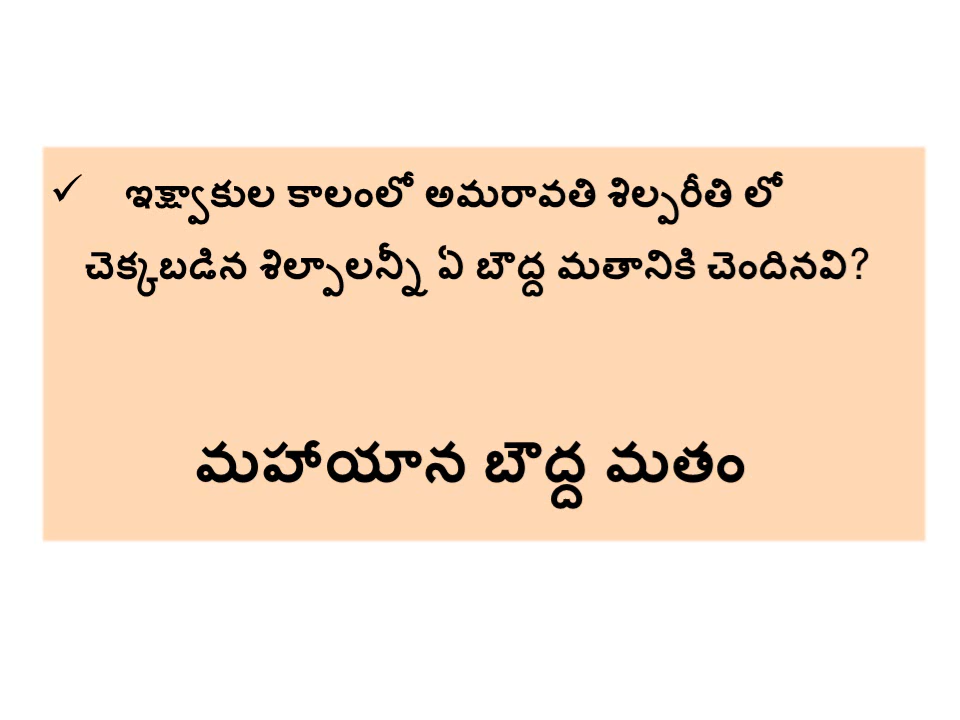 ✓ ఇక్ష్వాకుల కాలంలో అమరావతి శిల్పరీతి లో
చెక్కబడిన శిల్పాలన్నీ ఏ బౌద్ద మతానికి చెందినవి?
మహాయాన బౌద్ద మతం